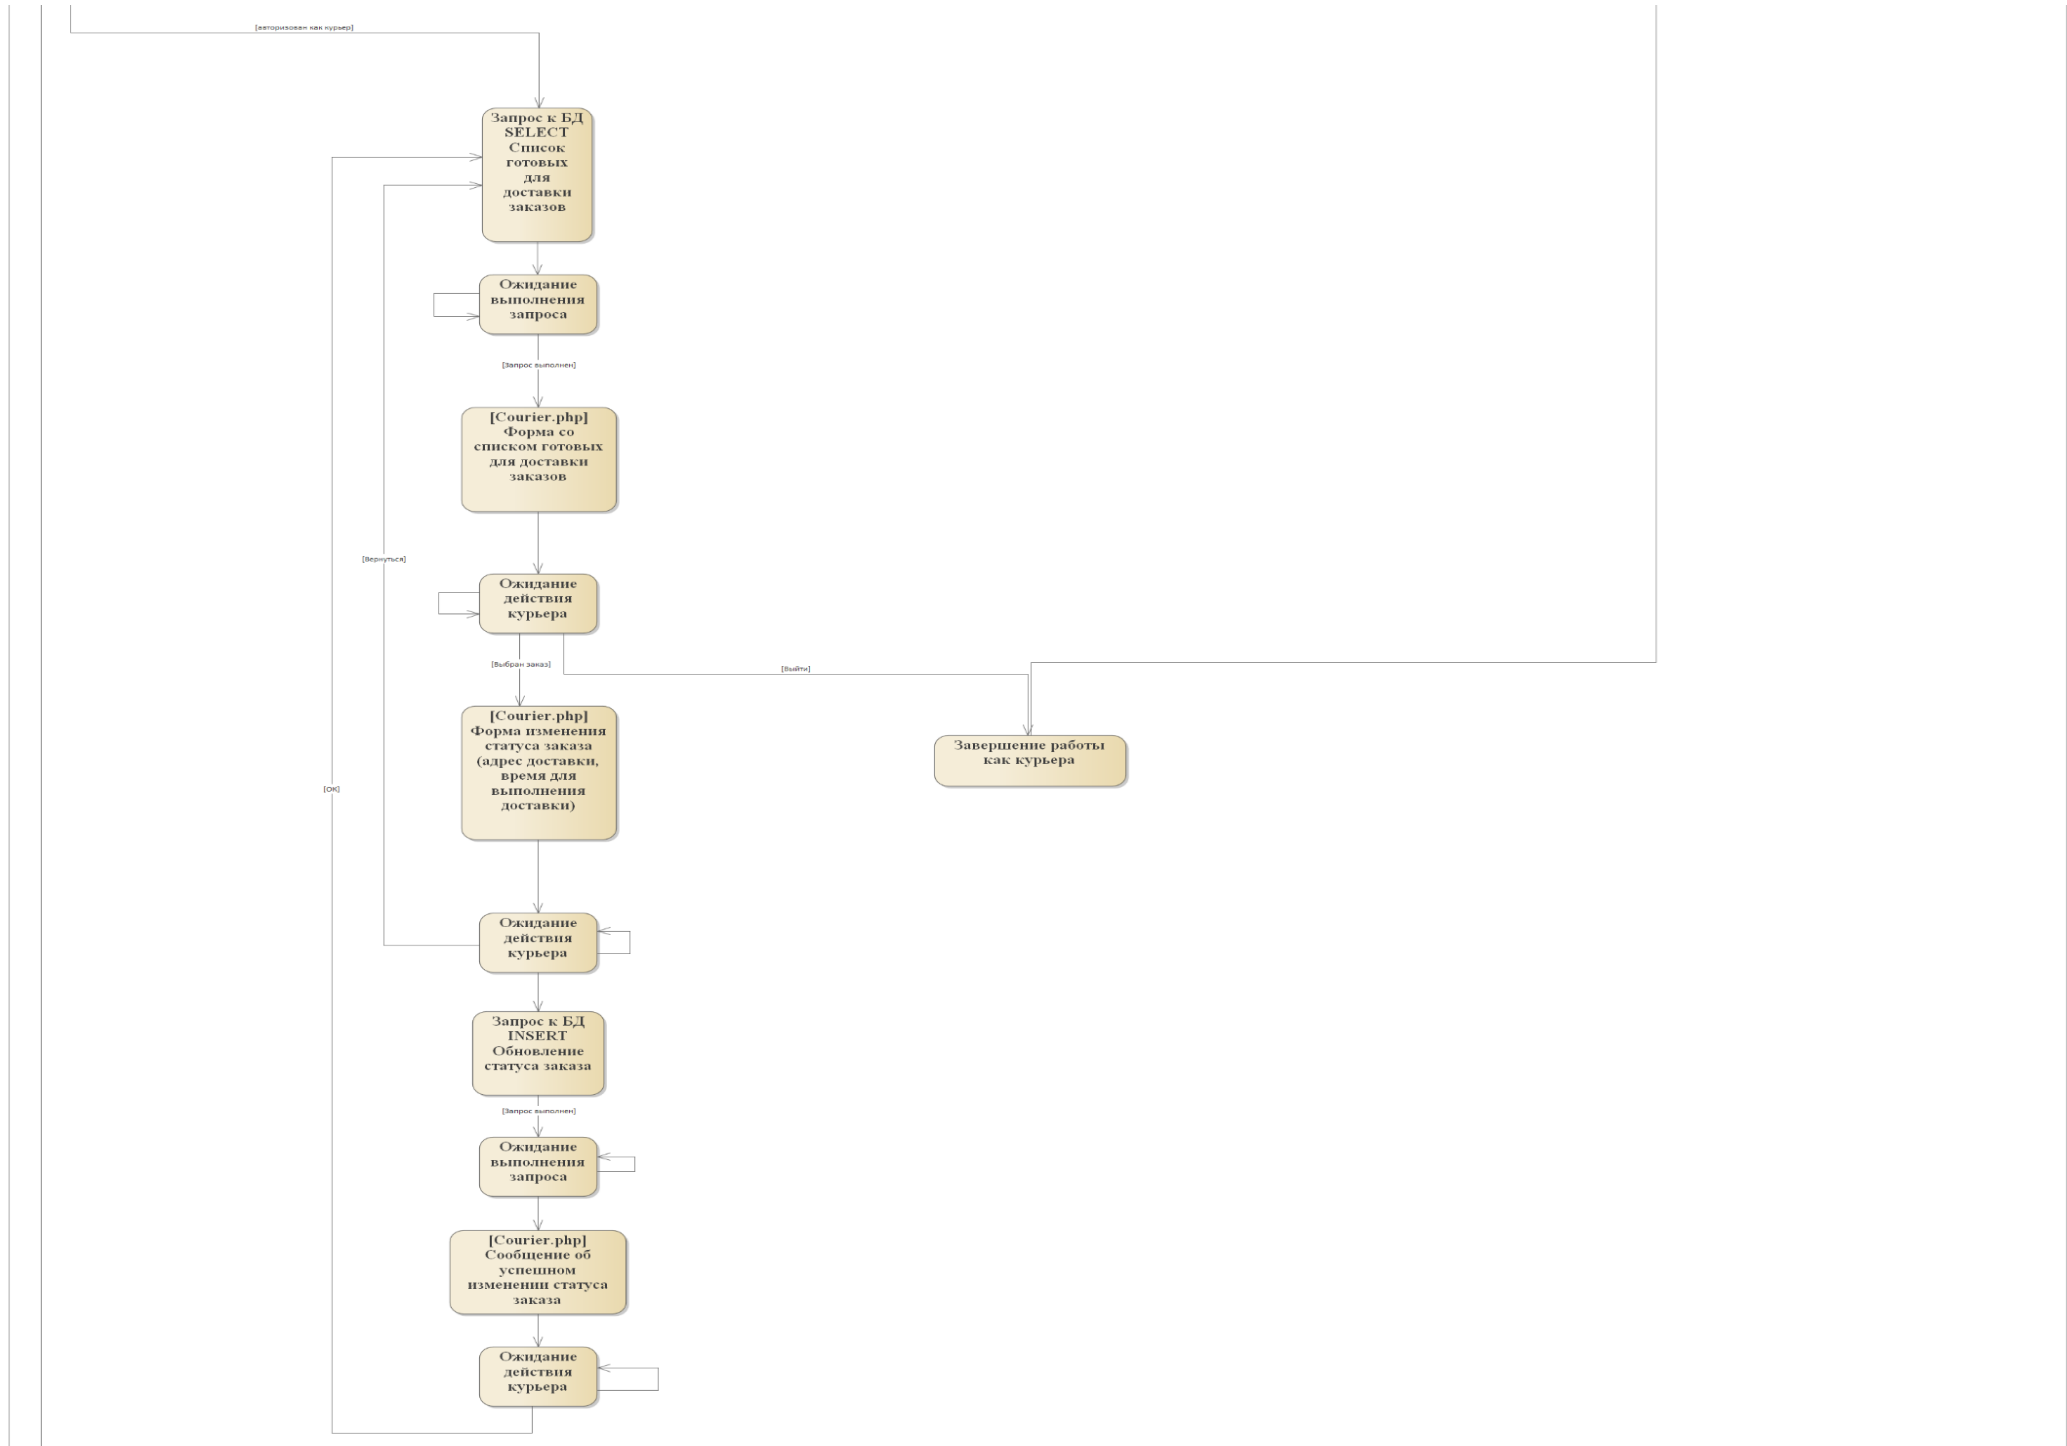 [авторизован как курьер]
Запрос к БД
SELECT
Список
готовых
для
доставки
заказов
Ожидание
выполнения
запроса
[Запрос выполнен]
[Courier.php]
Форма со
списком готовых
для доставки
заказов
[Вернуться]
Ожидание
действия
курьера
[Выбран заказ]
[Выйти]
[Courier.php]
Форма изменения
статуса заказа
(адрес доставки,
время для
выполнения
доставки)
Завершение работы
как курьера
[ОК]
Ожидание
действия
курьера
Запрос к БД
INSERT
Обновление
статуса заказа
[Запрос выполнен]
Ожидание
выполнения
запроса
[Courier.php]
Сообщение об
успешном
изменении статуса
заказа
Ожидание
действия
курьера